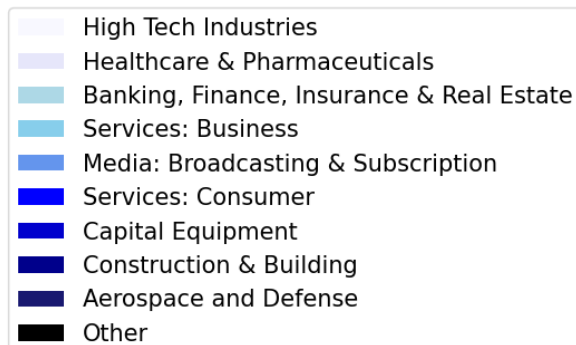 High Tech Industries
Healthcare & Pharmaceuticals
Banking, Finance, Insurance & Real Estate
Services: Business
Media: Broadcasting & Subscription
Services: Consumer
Capital Equipment
Construction & Building
Aerospace and Defense
Other